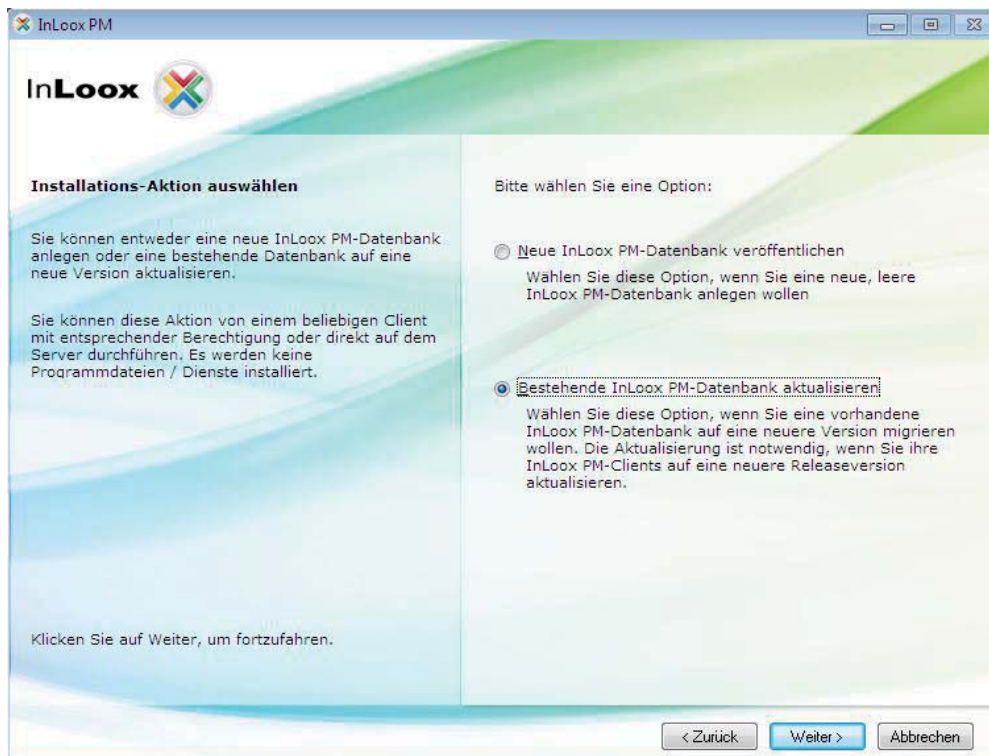 InLoox PM
InLoox
Installations-Aktion auswählen
Sie können entweder eine neue InLoox PM-Datenbank
anlegen oder eine bestehende Datenbank auf eine
neue Version aktualisieren.
Sie können diese Aktion von einem beliebigen Client
mit entsprechender Berechtigung oder direkt auf dem
Server durchführen. Es werden keine
Programmdateien / Dienste installiert.
Klicken Sie auf Weiter, um fortzufahren.
Bitte wählen Sie eine Option:
Neue InLoox PM-Datenbank veröffentlichen
Wählen Sie diese Option, wenn Sie eine neue, leere
InLoox PM-Datenbank anlegen wollen
Bestehende InLoox PM-Datenbank aktualisieren
Wählen Sie diese Option, wenn Sie eine vorhandene
InLoox PM-Datenbank auf eine neuere Version migrieren
wollen. Die Aktualisierung ist notwendig, wenn Sie ihre
InLoox PM-Clients auf eine neuere Releaseversion
aktualisieren.
< Zurück
Weiter >
Abbrechen